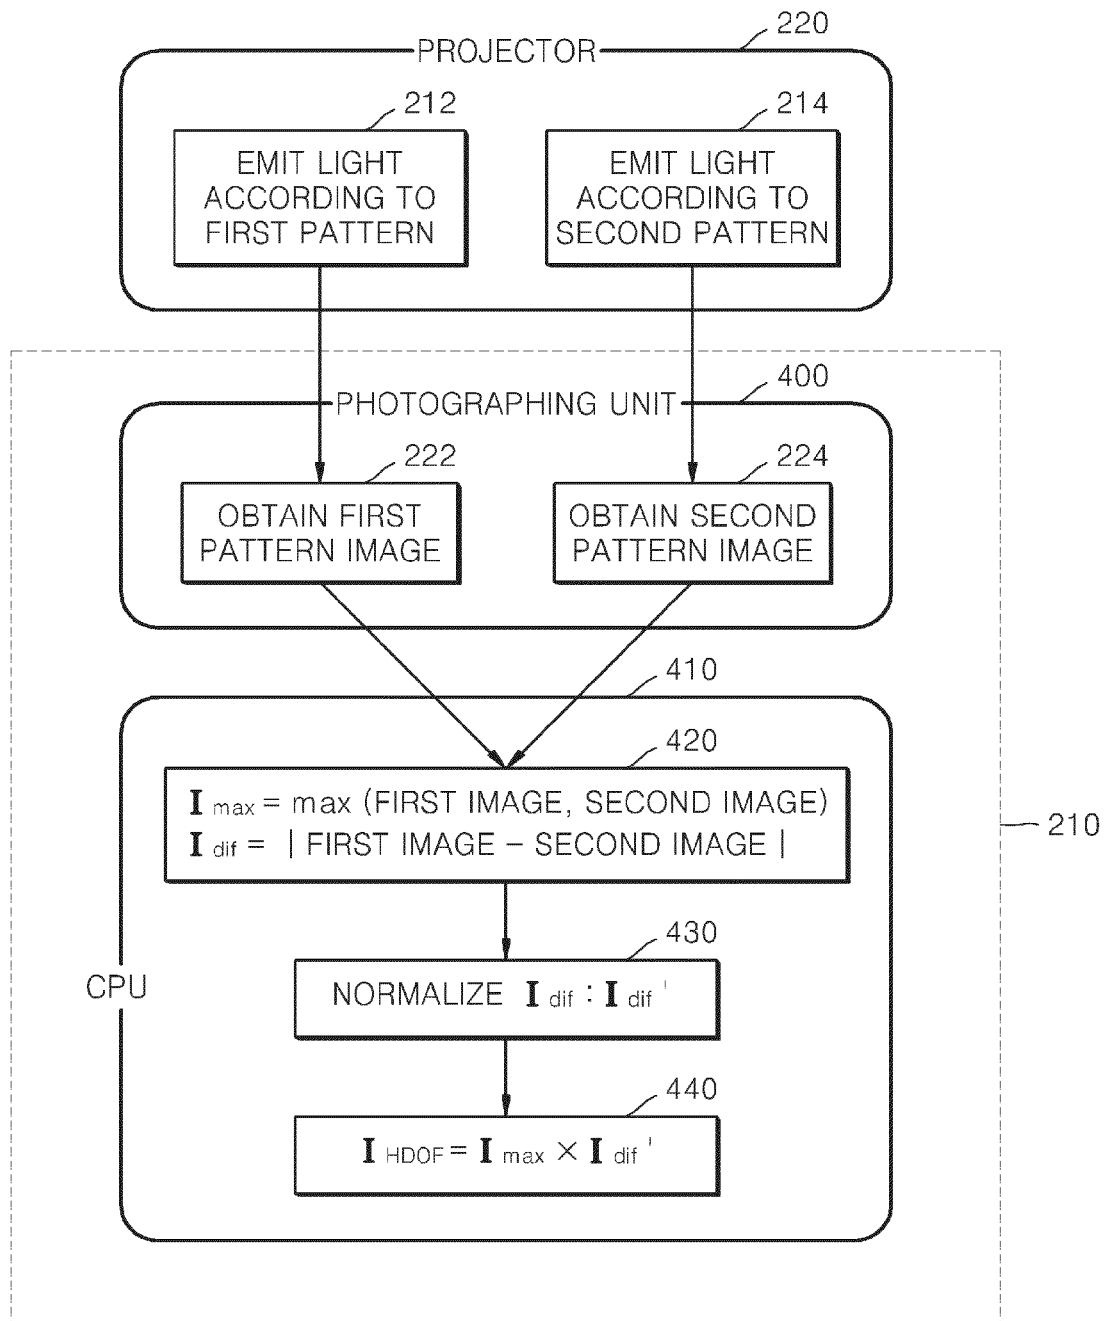 220
PROJECTOR
212
214
EMIT LIGHT
ACCORDING TO
FIRST PATTERN
EMIT LIGHT
ACCORDING TO
SECOND PATTERN
400
PHOTOGRAPHING UNIT
222
224
OBTAIN FIRST
PATTERN IMAGE
OBTAIN SECOND
PATTERN IMAGE
410
420
I max = max (FIRST IMAGE, SECOND IMAGE)
I dif = | FIRST IMAGE – SECOND IMAGE |
210
430
CPU
NORMALIZE I dif : I dif '
440
I HDOF = I max × I dif '